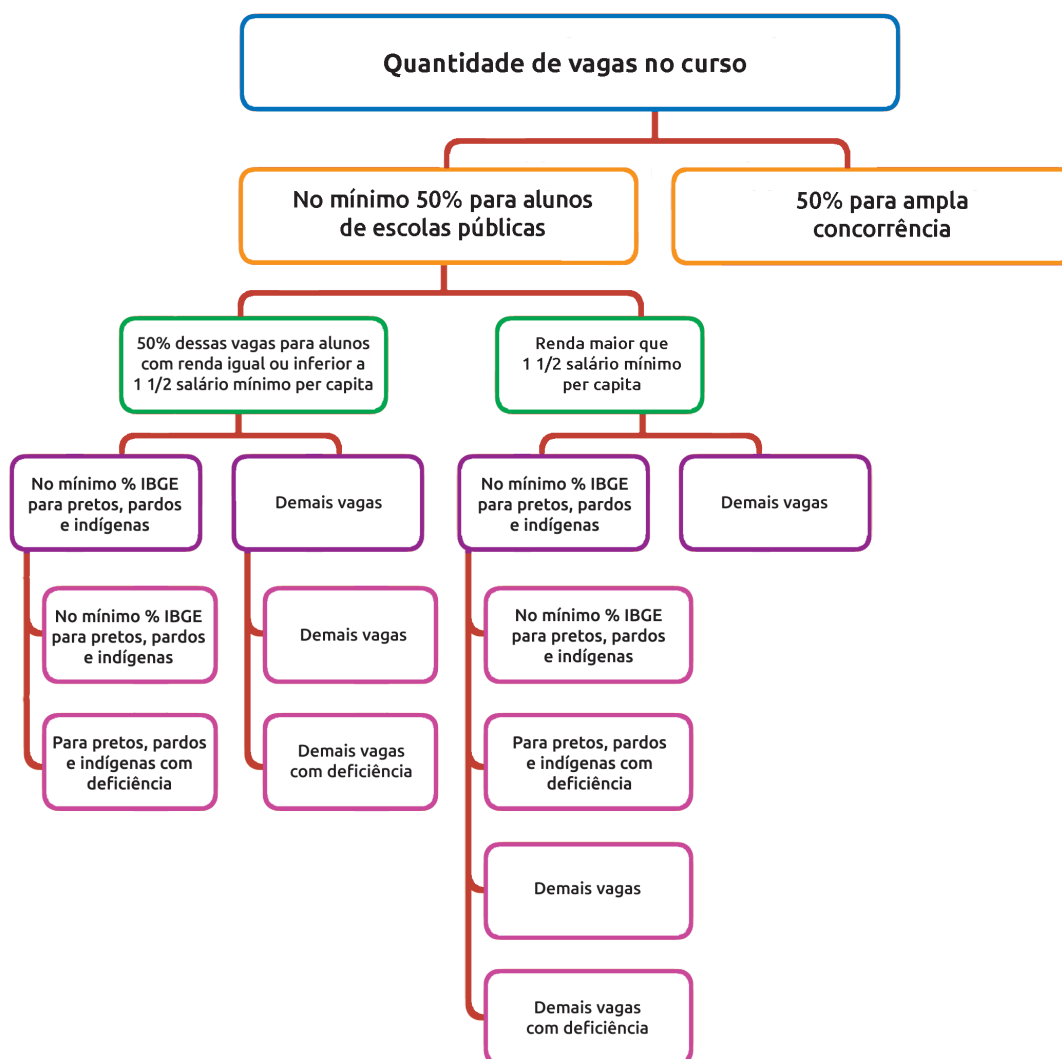 Quantidade de vagas no curso
No mínimo 50% para alunos
de escolas públicas
50% para ampla
concorrência
50% dessas vagas para alunos
com renda igual ou inferior a
1 1/2 salário mínimo per capita
Renda maior que
1 1/2 salário mínimo
per capita
No mínimo % IBGE
para pretos, pardos
e indígenas
Demais vagas
No mínimo % IBGE
para pretos, pardos
e indígenas
Demais vagas
No mínimo % IBGE
para pretos, pardos
e indígenas
Demais vagas
No mínimo % IBGE
para pretos, pardos
e indígenas
Para pretos, pardos
e indígenas com
deficiência
Demais vagas
com deficiência
Para pretos, pardos
e indígenas com
deficiência
Demais vagas
Demais vagas
com deficiência